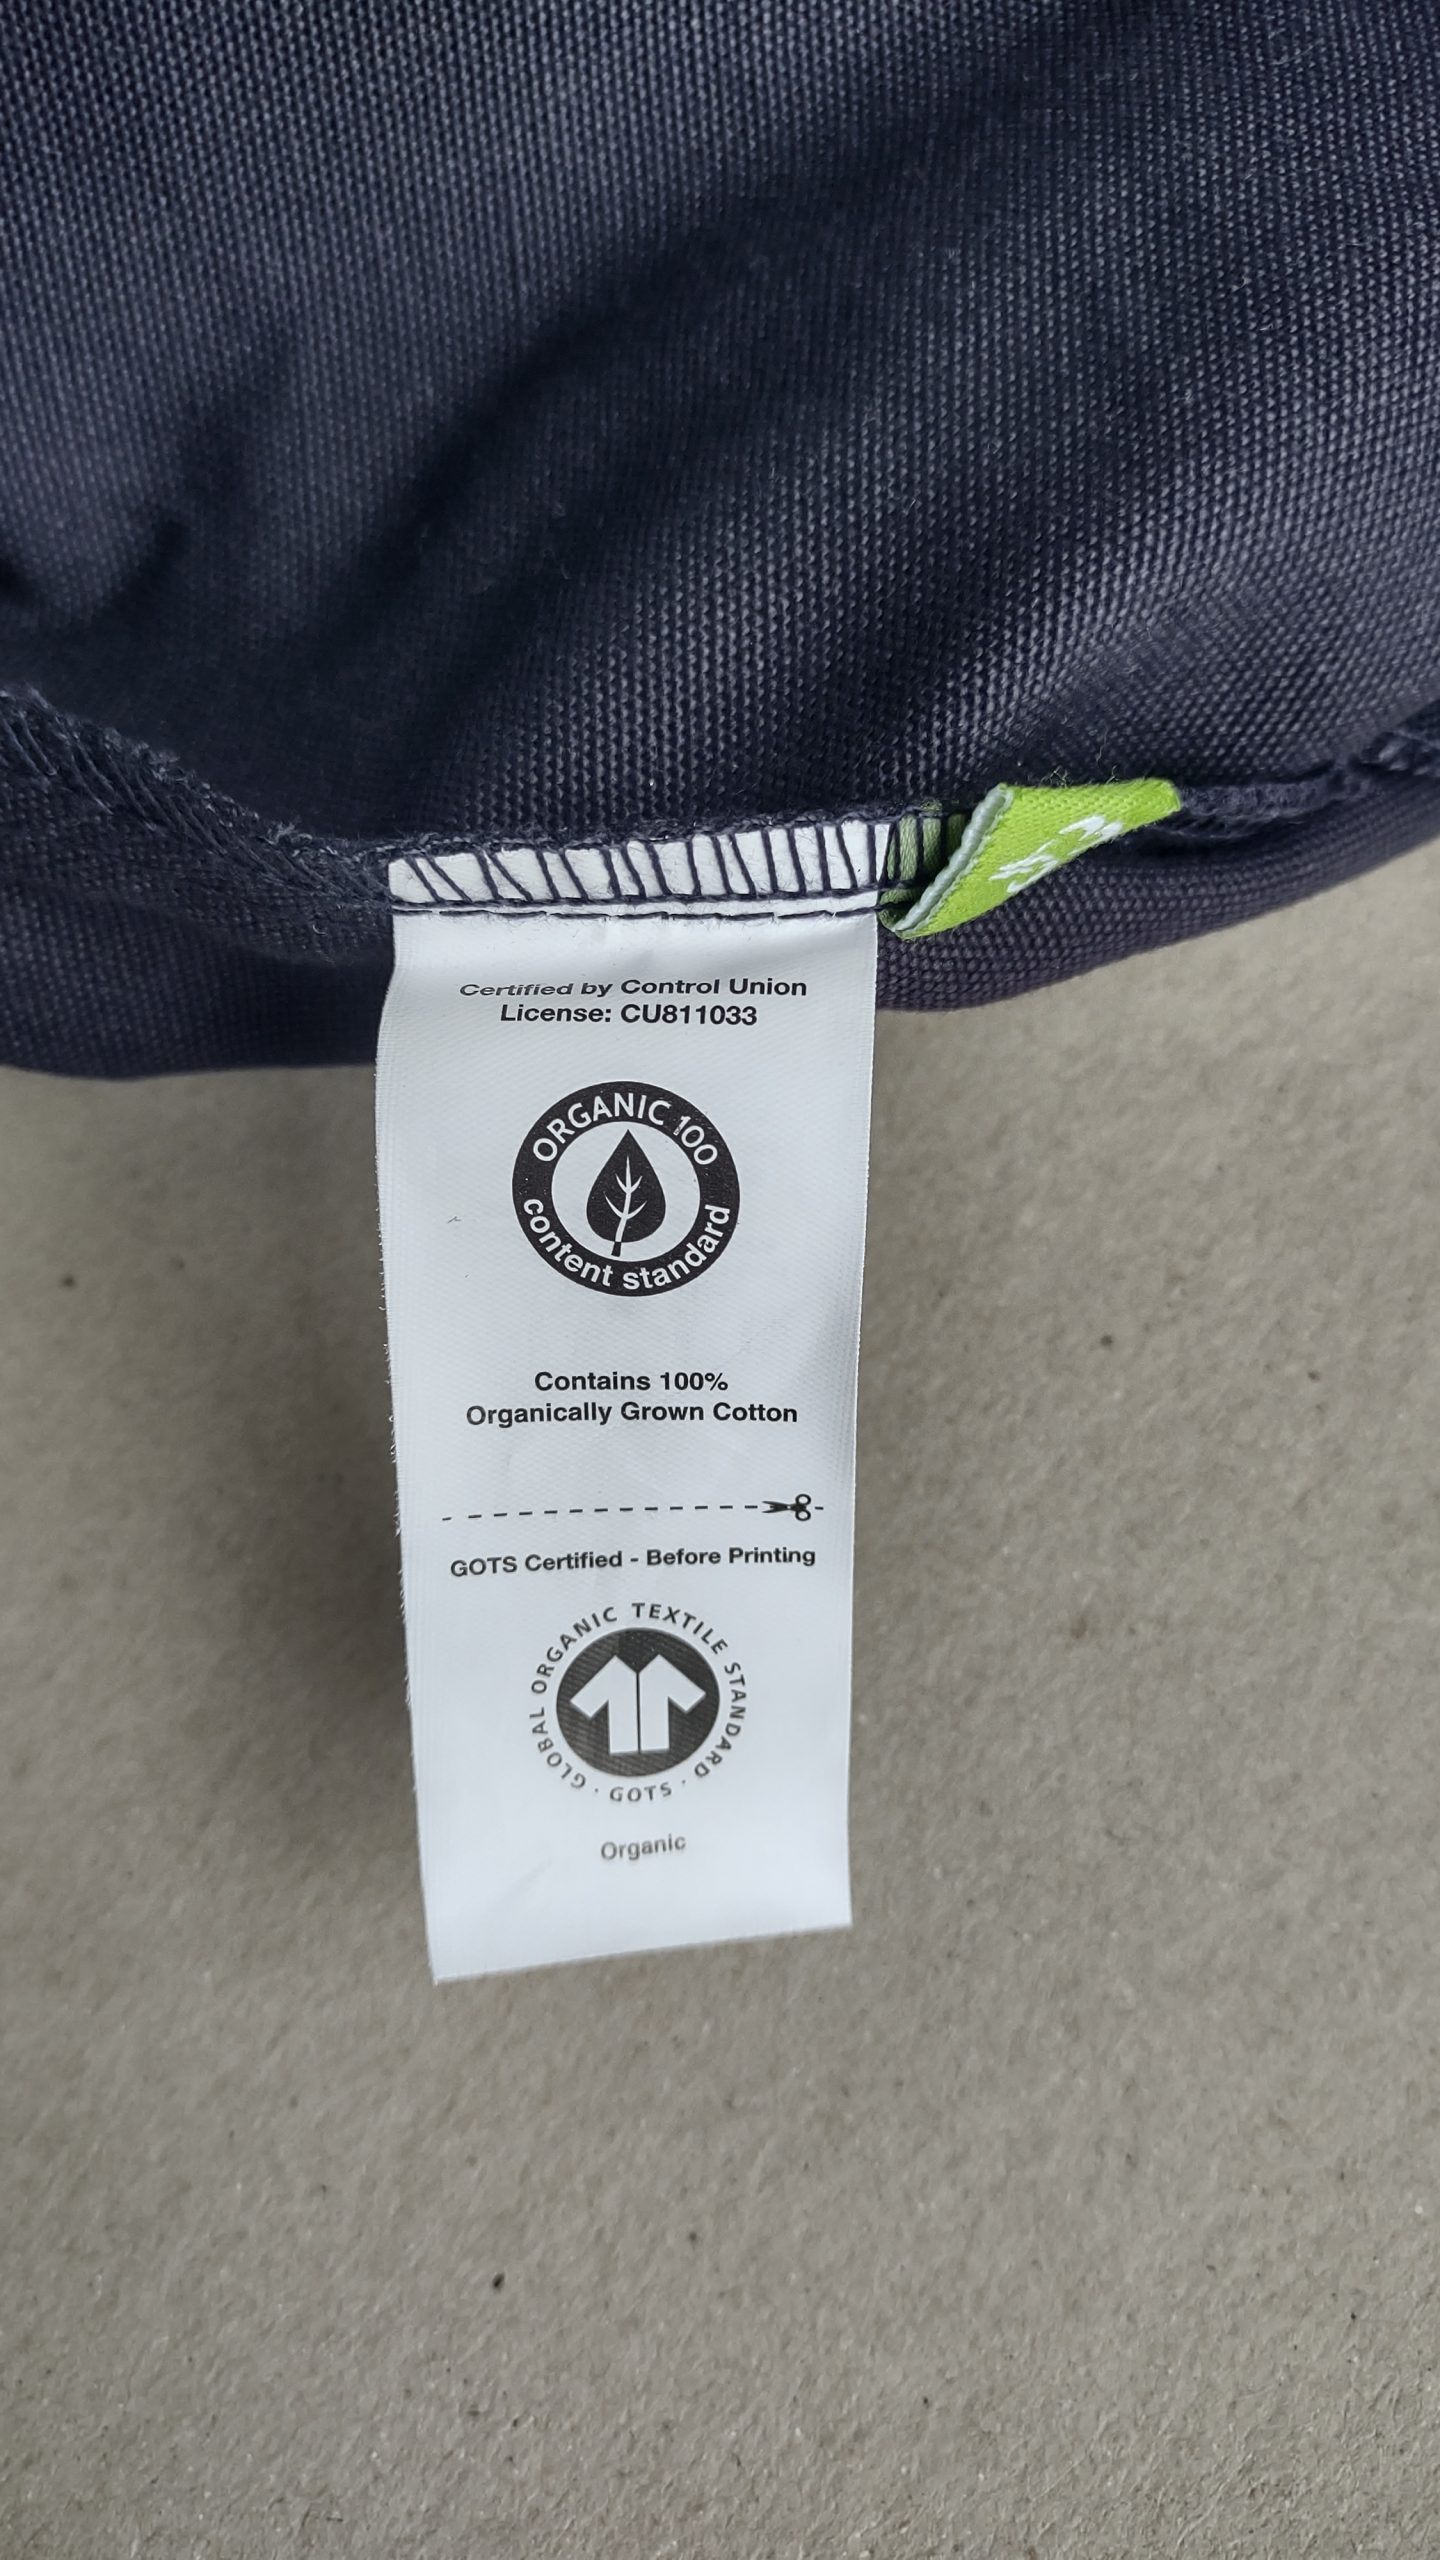 Certified by Control Union
License: CU811033
ORGANIC 100
content standard
Contains 100%
Organically Grown Cotton
GOTS Certified - Before Printing
GLOBAL ORGANIC TEXTILE STANDARD · GOTS ·
Organic